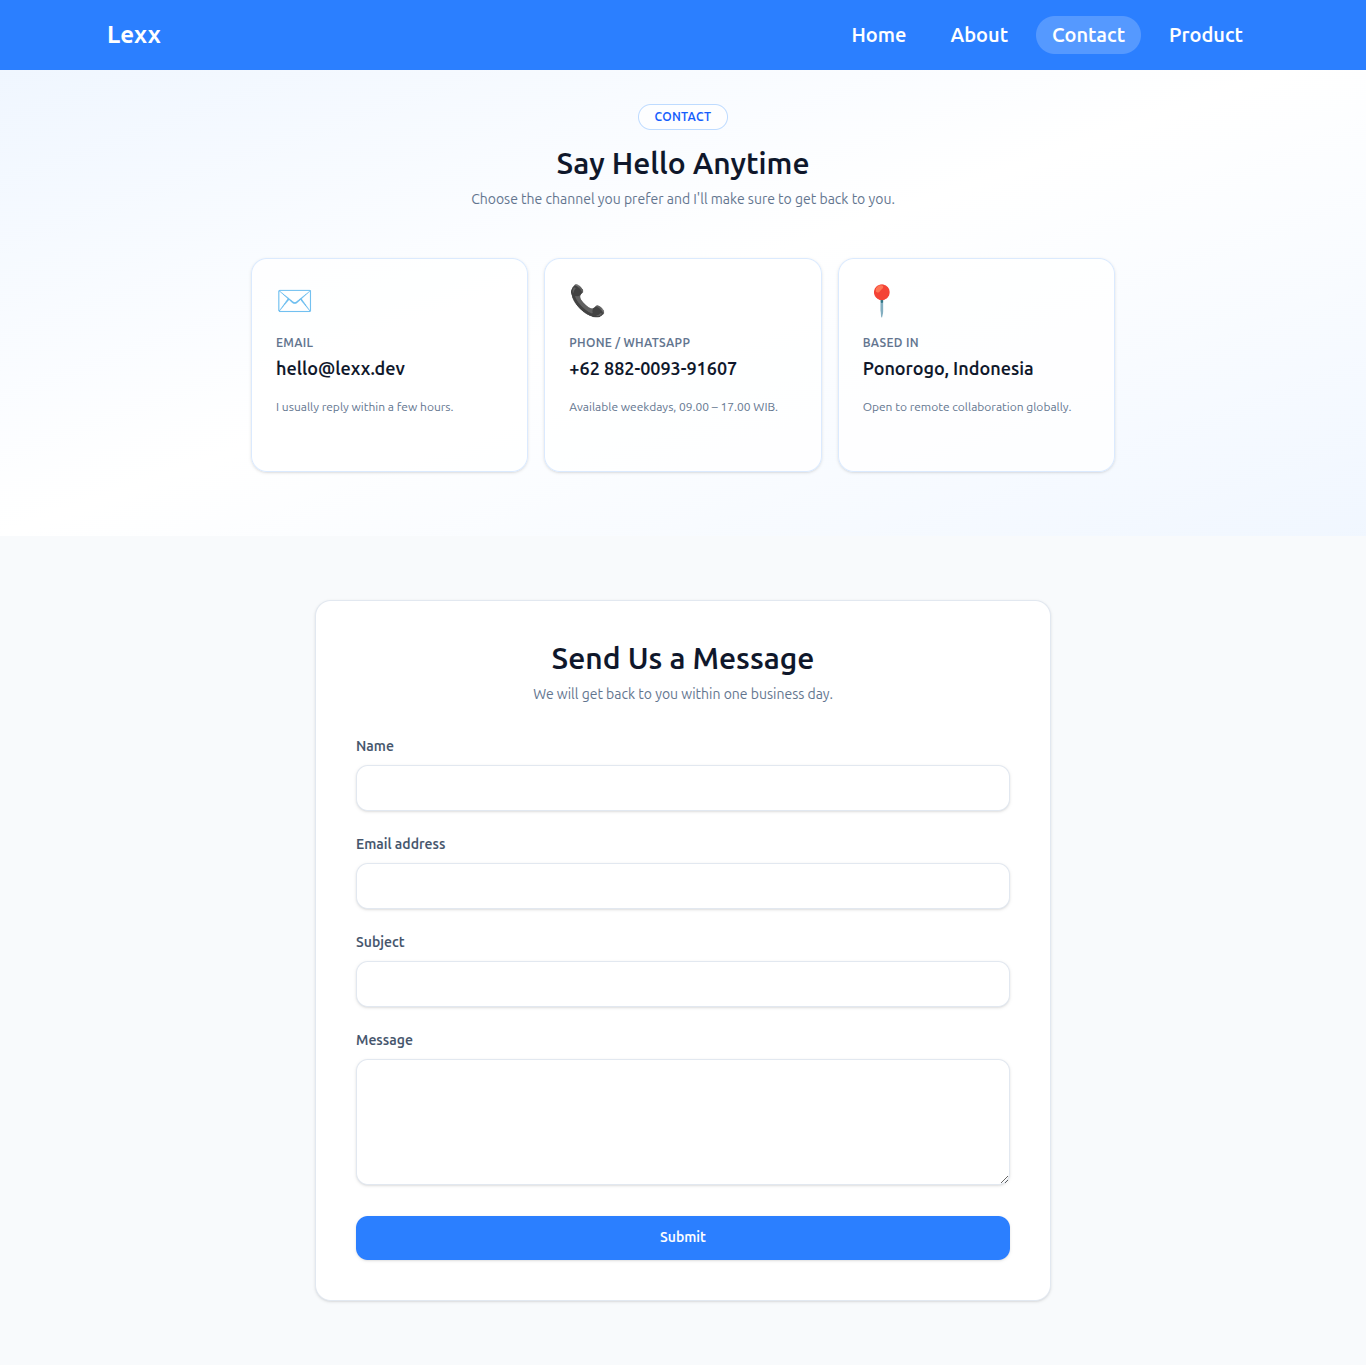 Lexx
Home About Contact Product
CONTACT
Say Hello Anytime
Choose the channel you prefer and I'll make sure to get back to you.
EMAIL
hello@lexx.dev
I usually reply within a few hours.
PHONE / WHATSAPP
+62 882-0093-91607
Available weekdays, 09.00 – 17.00 WIB.
BASED IN
Ponorogo, Indonesia
Open to remote collaboration globally.
Send Us a Message
We will get back to you within one business day.
Name
Email address
Subject
Message
Submit